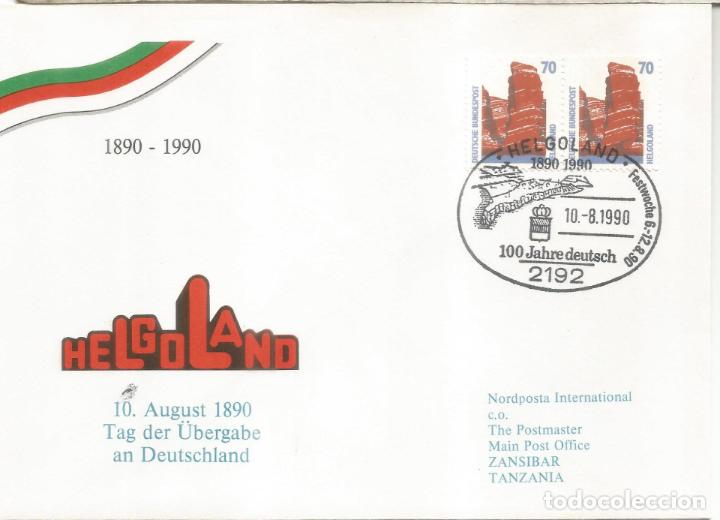 1890 - 1990
70
DEUTSCHE BUNDESPOST
HELGOLAND
70
DEUTSCHE BUNDESPOST
HELGOLAND
HELGOLAND
1890 1990
Festwoche 6.-12.8.90
10.-8.1990
100 Jahre deutsch
2192
HELGOLAND
10. August 1890
Tag der Übergabe
an Deutschland
Nordposta International
c.o.
The Postmaster
Main Post Office
ZANSIBAR
TANZANIA
todocoleccion